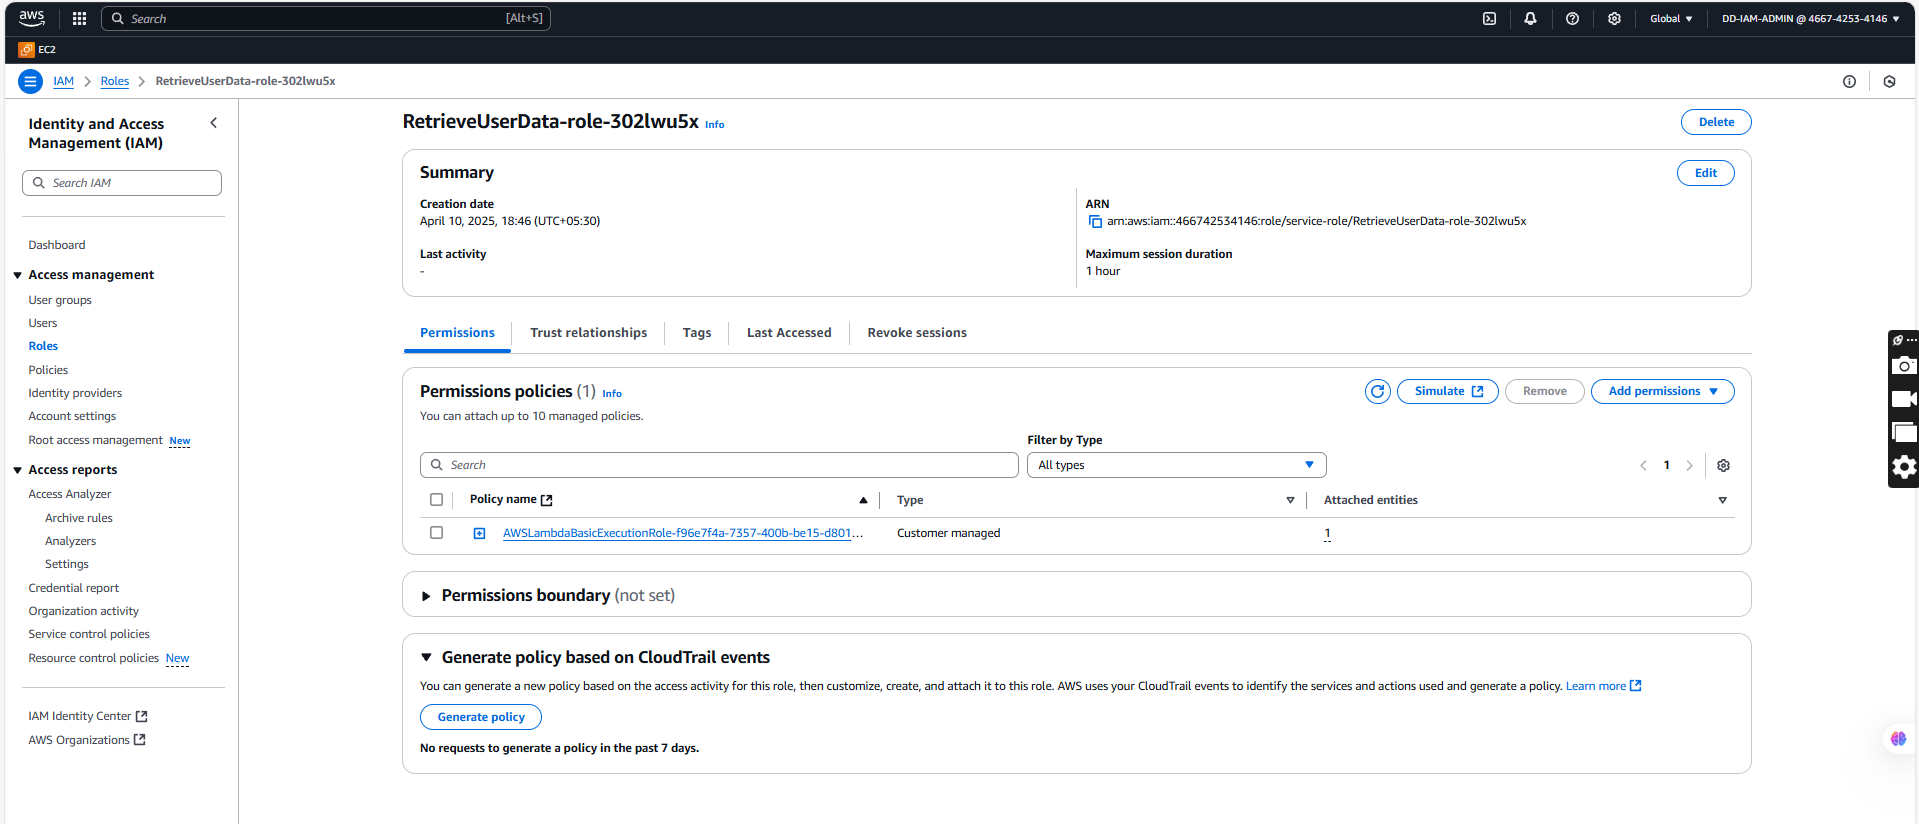 aws
Search
[Alt+S]
Global
DD-IAM-ADMIN @ 4667-4253-4146
EC2
IAM
Roles
RetrieveUserData-role-302lwu5x
Identity and Access Management (IAM)
Search IAM
Dashboard
Access management
User groups
Users
Roles
Policies
Identity providers
Account settings
Root access management New
Access reports
Access Analyzer
Archive rules
Analyzers
Settings
Credential report
Organization activity
Service control policies
Resource control policies New
IAM Identity Center
AWS Organizations
RetrieveUserData-role-302lwu5x Info
Delete
Summary
Edit
Creation date
April 10, 2025, 18:46 (UTC+05:30)
Last activity
-
ARN
arn:aws:iam::466742534146:role/service-role/RetrieveUserData-role-302lwu5x
Maximum session duration
1 hour
Permissions
Trust relationships
Tags
Last Accessed
Revoke sessions
Permissions policies (1) Info
You can attach up to 10 managed policies.
Simulate
Remove
Add permissions
Filter by Type
Search
All types
1
Policy name
Type
Attached entities
AWSLambdaBasicExecutionRole-f96e7f4a-7357-400b-be15-d801...
Customer managed
1
Permissions boundary (not set)
Generate policy based on CloudTrail events
You can generate a new policy based on the access activity for this role, then customize, create, and attach it to this role. AWS uses your CloudTrail events to identify the services and actions used and generate a policy. Learn more
Generate policy
No requests to generate a policy in the past 7 days.